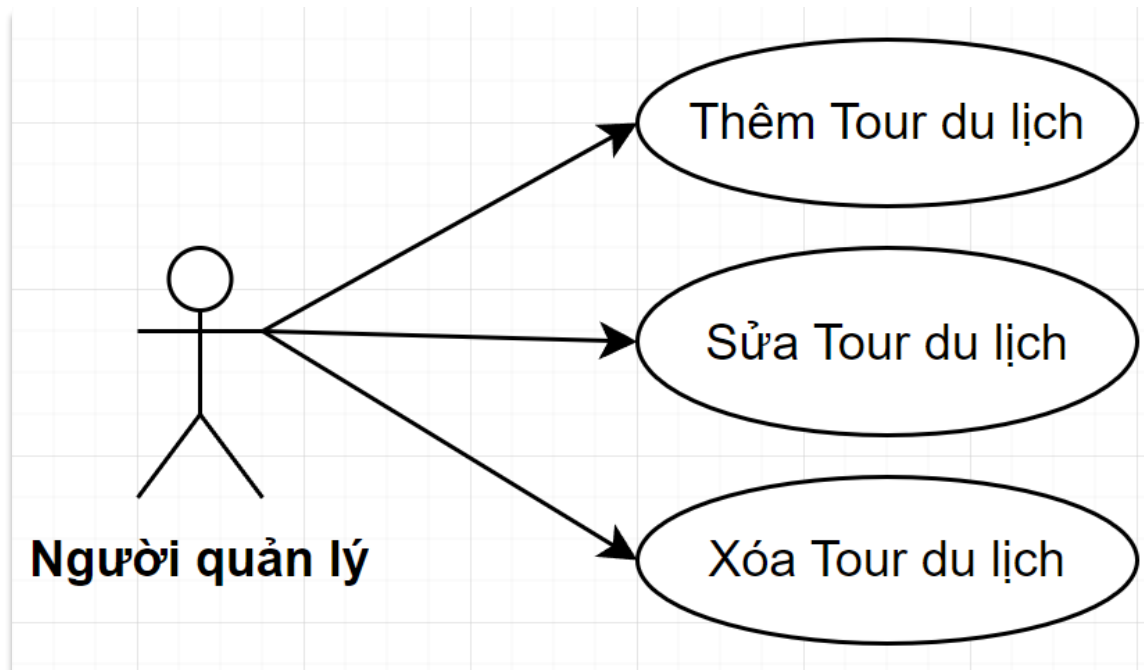 Thêm Tour du lịch
Sửa Tour du lịch
Người quản lý
Xóa Tour du lịch